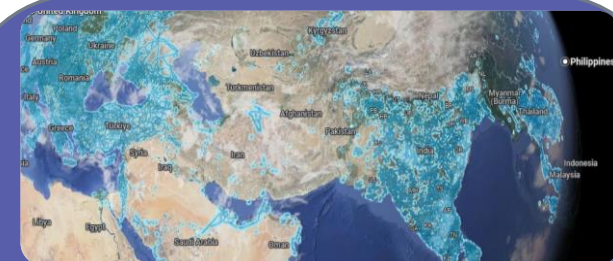 United Kingdom
Poland
Germany
Ukraine
Kyrgyzstan
Austria
Uzbekistan
Philippines
Romania
Turkmenistan
Italy
Nepal
Myanmar
(Burma)
Greece
Türkiye
Afghanistan
Thailand
Pakistan
Syria
Iraq
Iran
India
Indonesia
Malaysia
Libya
Egypt
Saudi Arabia
Oman